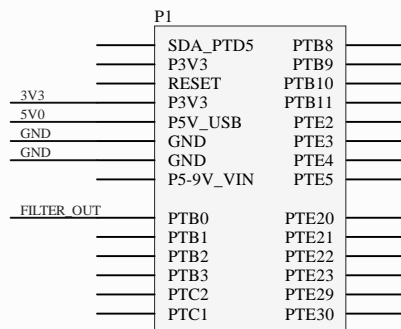 P1
SDA_PTD5 PTB8
P3V3 PTB9
RESET PTB10
3V3 P3V3 PTB11
5V0 P5V_USB PTE2
GND GND PTE3
GND GND PTE4
P5-9V_VIN PTE5
FILTER_OUT PTB0 PTE20
PTB1 PTE21
PTB2 PTE22
PTB3 PTE23
PTC2 PTE29
PTC1 PTE30